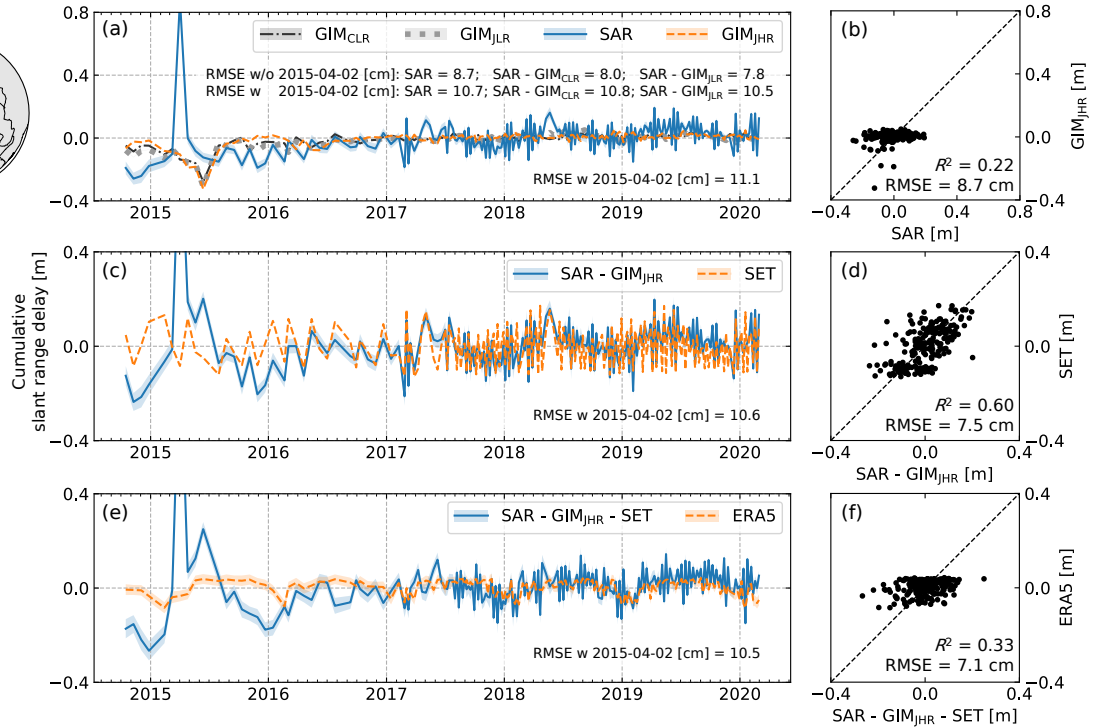 (a)
GIM_CLR GIM_JLR SAR GIM_JHR
RMSE w/o 2015-04-02 [cm]: SAR = 8.7; SAR - GIM_CLR = 8.0; SAR - GIM_JLR = 7.8
RMSE w 2015-04-02 [cm]: SAR = 10.7; SAR - GIM_CLR = 10.8; SAR - GIM_JLR = 10.5
RMSE w 2015-04-02 [cm] = 11.1
0.8
0.4
0.0
−0.4
2015 2016 2017 2018 2019 2020
(b)
R² = 0.22
RMSE = 8.7 cm
0.8
0.4
0.0
−0.4
GIM_JHR [m]
−0.4 0.0 0.4 0.8
SAR [m]
Cumulative
slant range delay [m]
(c)
SAR - GIM_JHR SET
RMSE w 2015-04-02 [cm] = 10.6
0.4
0.0
−0.4
2015 2016 2017 2018 2019 2020
(d)
R² = 0.60
RMSE = 7.5 cm
0.4
0.0
−0.4
SET [m]
−0.4 0.0 0.4
SAR - GIM_JHR [m]
(e)
SAR - GIM_JHR - SET ERA5
RMSE w 2015-04-02 [cm] = 10.5
0.4
0.0
−0.4
2015 2016 2017 2018 2019 2020
(f)
R² = 0.33
RMSE = 7.1 cm
0.4
0.0
−0.4
ERA5 [m]
−0.4 0.0 0.4
SAR - GIM_JHR - SET [m]